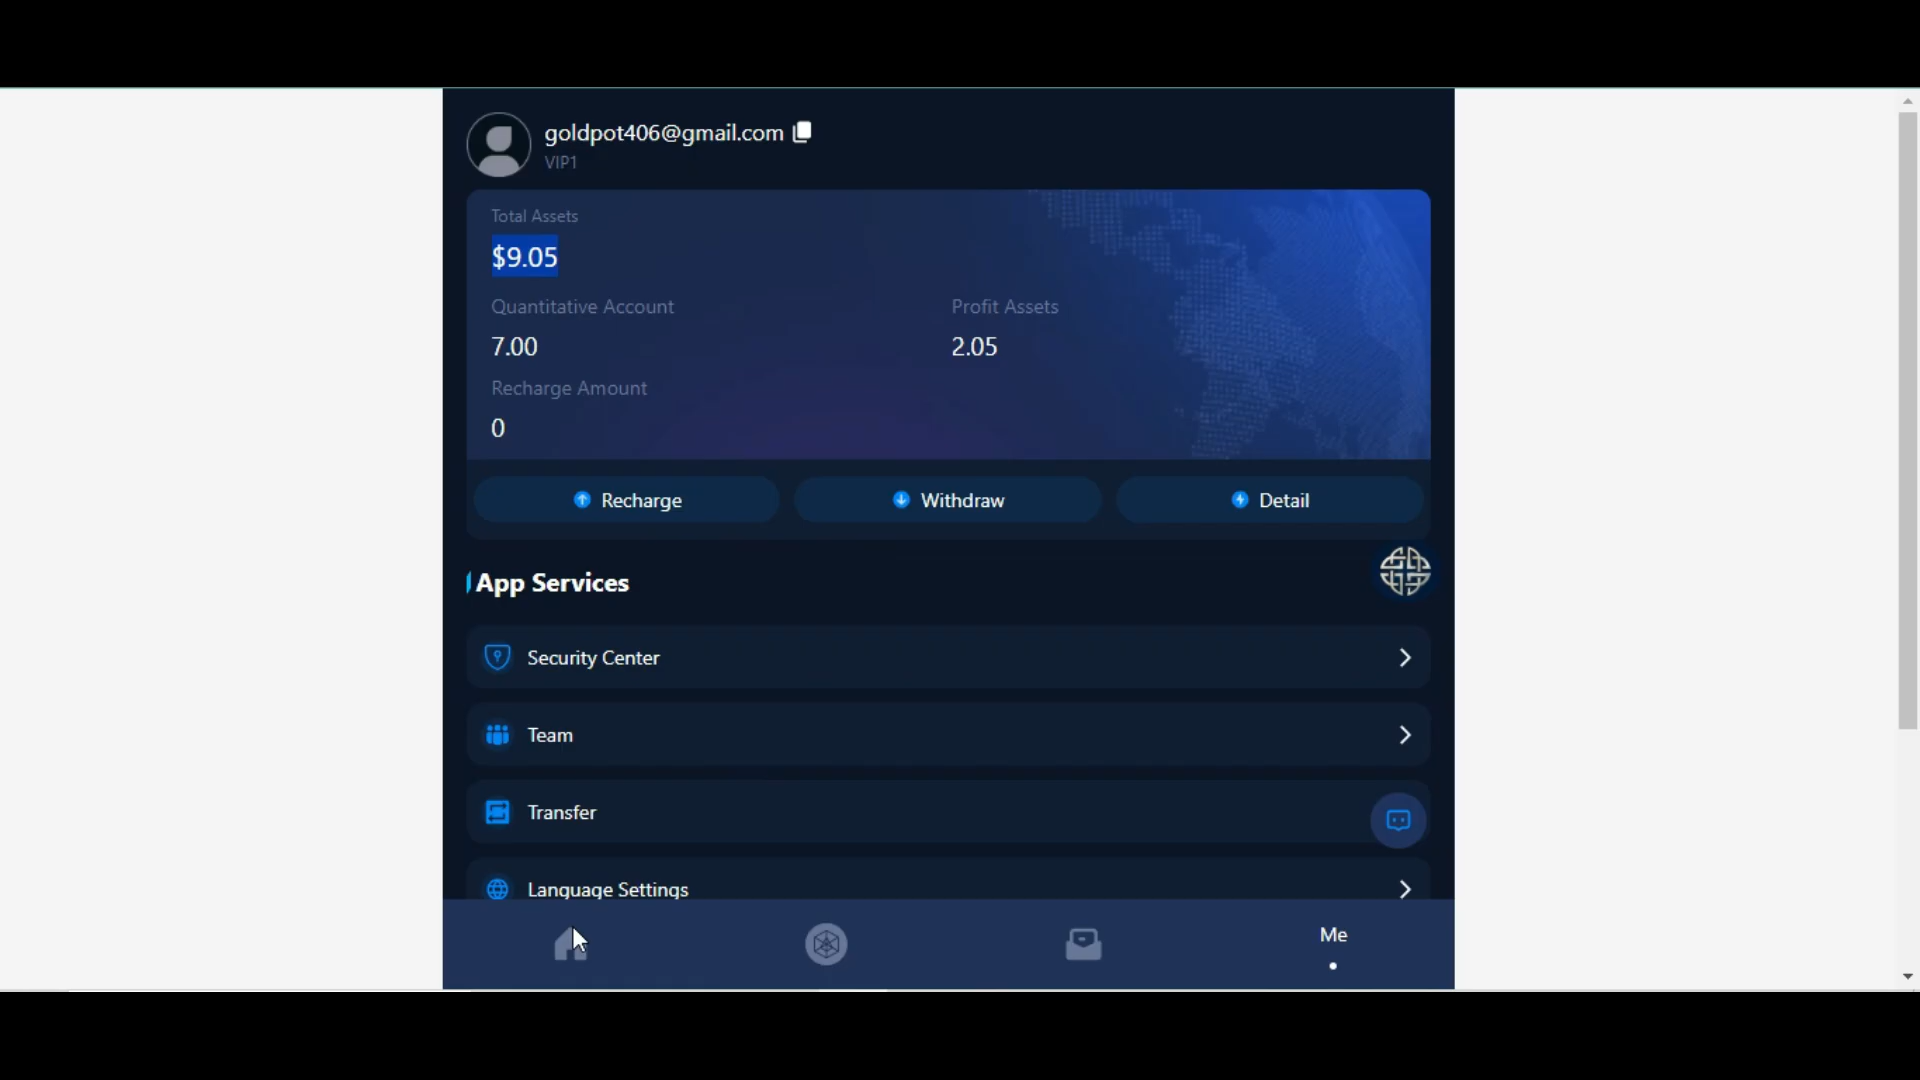 goldpot406@gmail.com
VIP1
Total Assets
$9.05
Quantitative Account
Profit Assets
7.00
2.05
Recharge Amount
0
Recharge
Withdraw
Detail
App Services
Security Center
Team
Transfer
Language Settings
Me